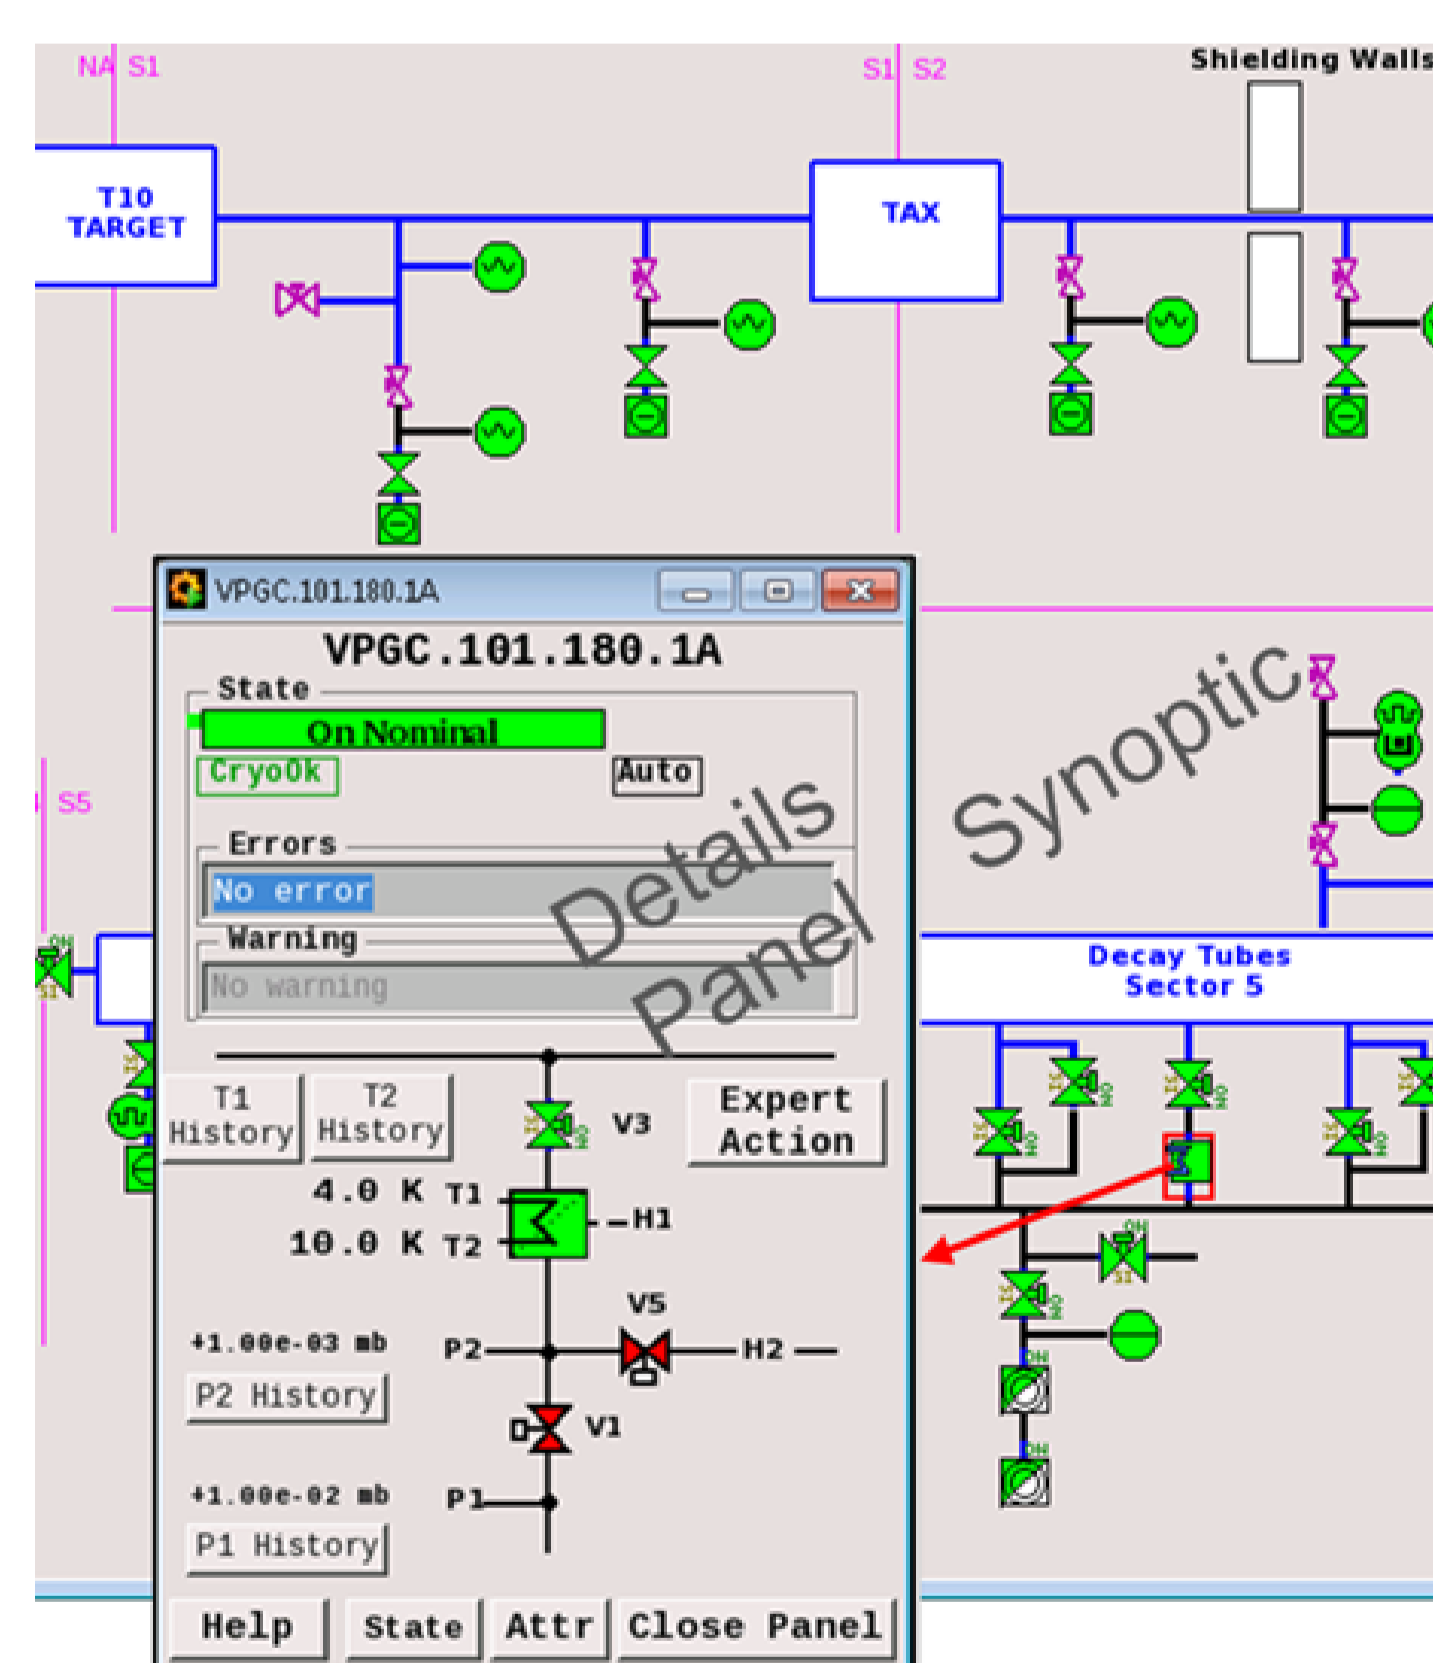 NA S1
S1 S2
Shielding Walls
T10
TARGET
TAX
VPGC.101.180.1A
VPGC.101.180.1A
State
On Nominal
CryoOk
Auto
Errors
No error
Warning
No warning
Details
Panel
Synoptic
S5
Decay Tubes
Sector 5
T1
History
T2
History
V3
Expert
Action
4.0 K T1
H1
10.0 K T2
V5
+1.00e-03 mb
P2
H2
P2 History
V1
+1.00e-02 mb
P1
P1 History
Help
State
Attr
Close Panel